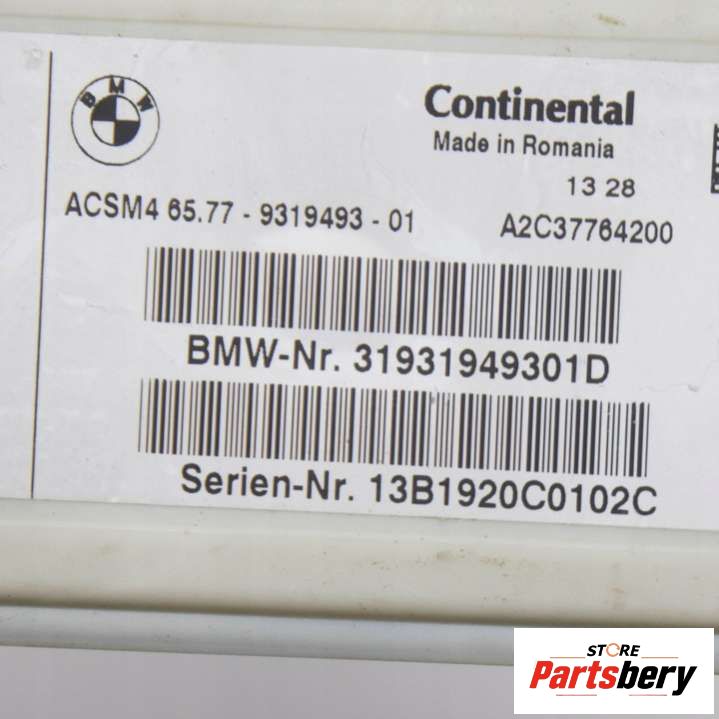 BMW
Continental
Made in Romania
13 28
ACSM4 65.77 - 9319493 - 01
A2C37764200
BMW-Nr. 31931949301D
Serien-Nr. 13B1920C0102C
STORE
Partsbery